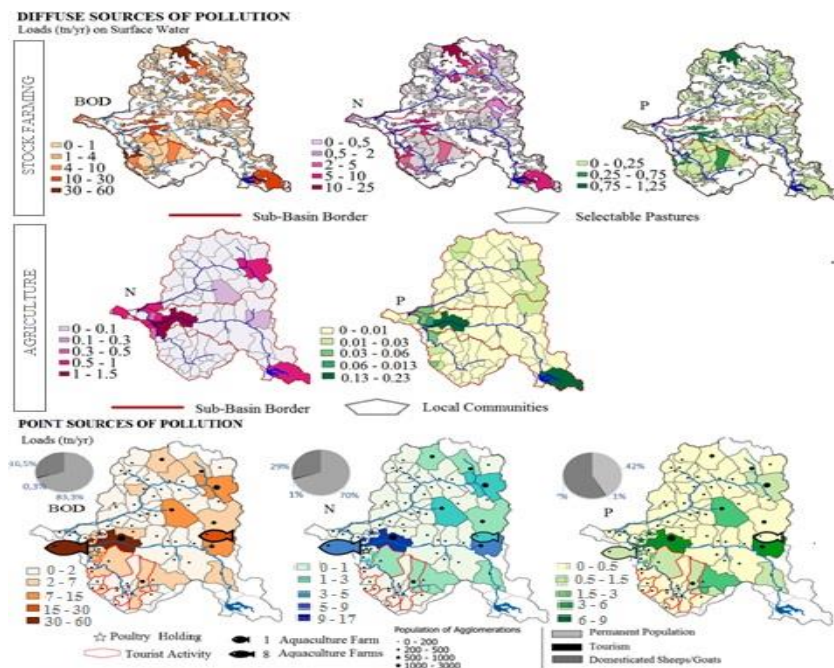 DIFFUSE SOURCES OF POLLUTION
Loads (tn/yr) on Surface Water
STOCK FARMING
BOD
0 - 1
1 - 4
4 - 10
10 - 30
30 - 60
N
0 - 0,5
0,5 - 2
2 - 5
5 - 10
10 - 25
P
0 - 0,25
0,25 - 0,75
0,75 - 1,25
Sub-Basin Border
Selectable Pastures
AGRICULTURE
N
0 - 0.1
0.1 - 0.3
0.3 - 0.5
0.5 - 1
1 - 1.5
P
0 - 0.01
0.01 - 0.03
0.03 - 0.06
0.06 - 0.013
0.13 - 0.23
Sub-Basin Border
Local Communities
POINT SOURCES OF POLLUTION
Loads (tn/yr)
0,3%
BOD
0 - 2
2 - 7
7 - 15
15 - 30
30 - 60
29%
1%
70%
N
0 - 1
1 - 3
3 - 5
5 - 9
9 - 17
42%
1%
P
0 - 0.5
0.5 - 1.5
1.5 - 3
3 - 6
6 - 9
Poultry Holding
Tourist Activity
1 Aquaculture Farm
8 Aquaculture Farms
Population of Agglomerations
0 - 200
200 - 500
500 - 1000
1000 - 3000
Permanent Population
Tourism
Domesticated Sheeps/Goats